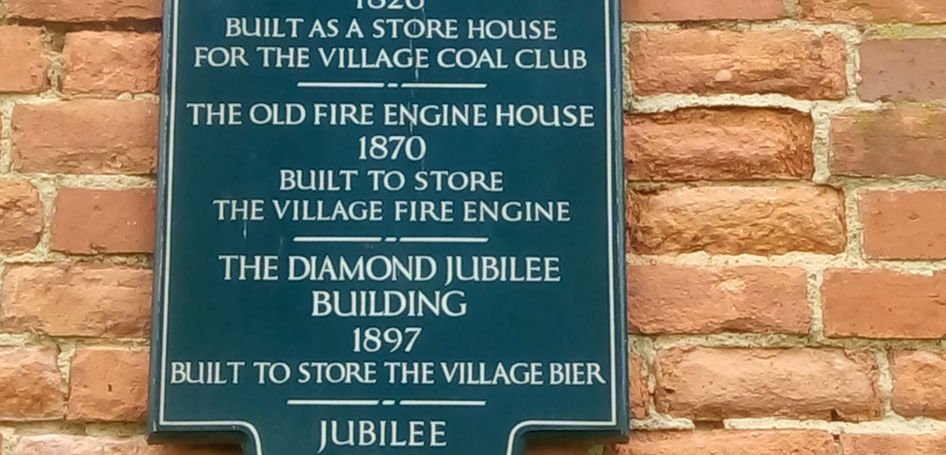 1826
BUILT AS A STORE HOUSE
FOR THE VILLAGE COAL CLUB
THE OLD FIRE ENGINE HOUSE
1870
BUILT TO STORE
THE VILLAGE FIRE ENGINE
THE DIAMOND JUBILEE
BUILDING
1897
BUILT TO STORE THE VILLAGE BIER
JUBILEE